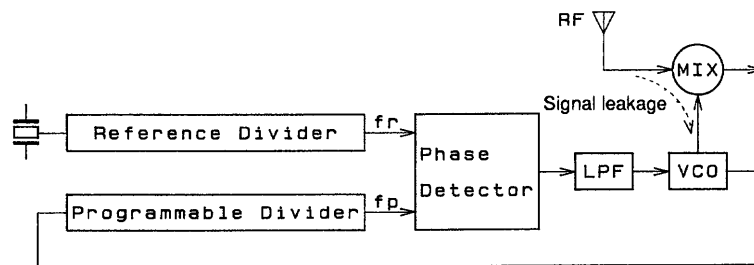 RF
MIX
Signal leakage
Reference Divider
fr
Phase
Detector
LPF
VCO
Programmable Divider
fp